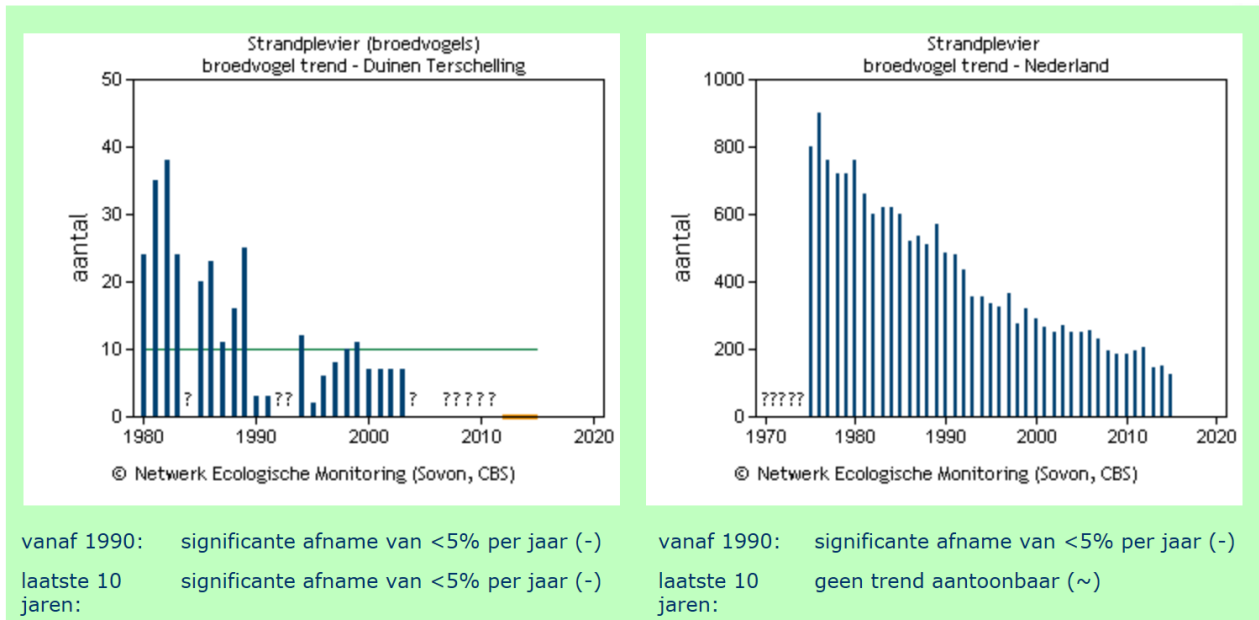 Strandplevier (broedvogels)
broedvogel trend - Duinen Terschelling
50
40
30
20
10
0
aantal
? ?? ? ?????
1980 1990 2000 2010 2020
© Netwerk Ecologische Monitoring (Sovon, CBS)
Strandplevier
broedvogel trend - Nederland
1000
800
600
400
200
0
aantal
?????
1970 1980 1990 2000 2010 2020
© Netwerk Ecologische Monitoring (Sovon, CBS)
vanaf 1990: significante afname van <5% per jaar (-)
laatste 10 significante afname van <5% per jaar (-)
jaren:
vanaf 1990: significante afname van <5% per jaar (-)
laatste 10 geen trend aantoonbaar (~)
jaren: